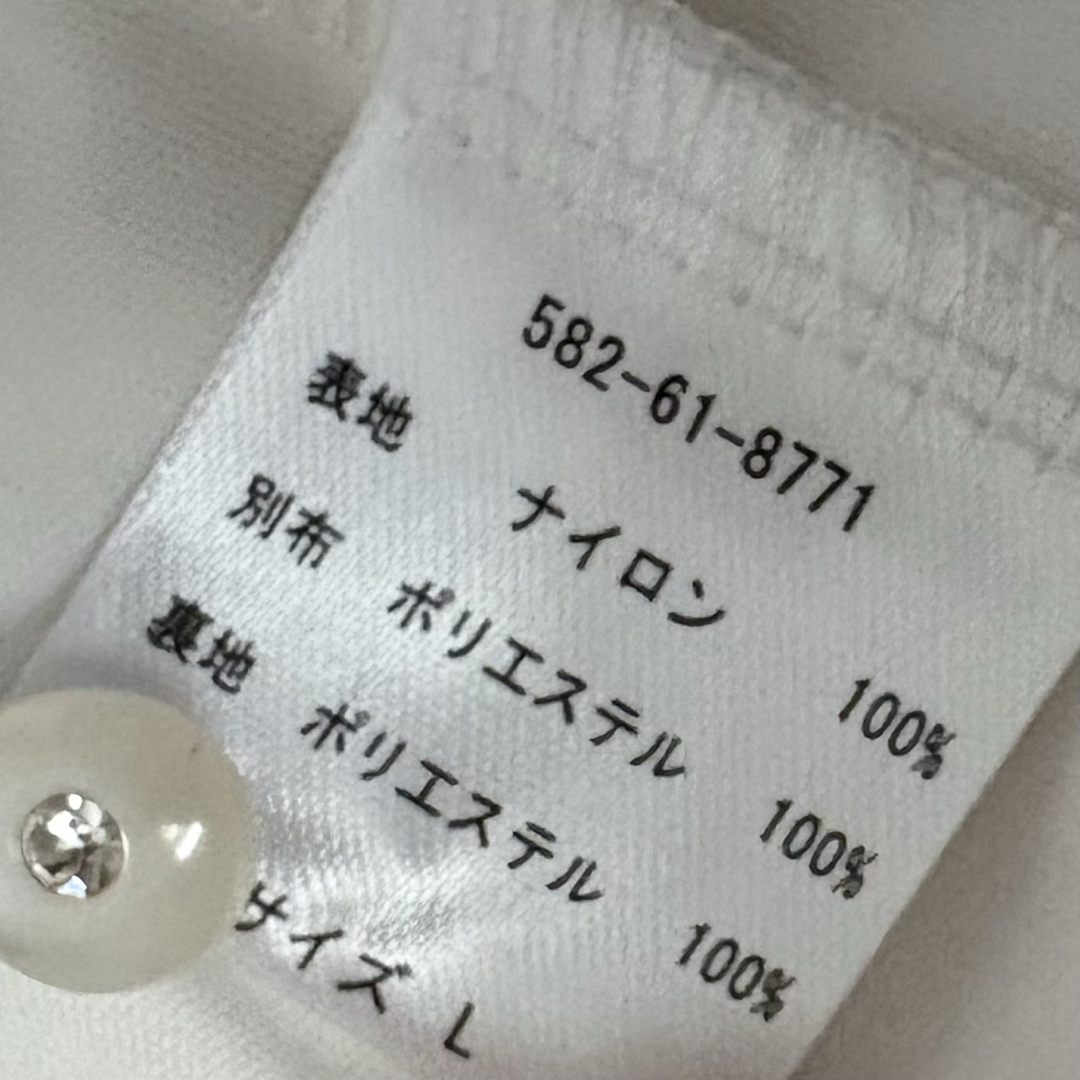 582-61-8771
表地 ナイロン 100%
別布 ポリエステル 100%
裏地 ポリエステル 100%
サイズ L